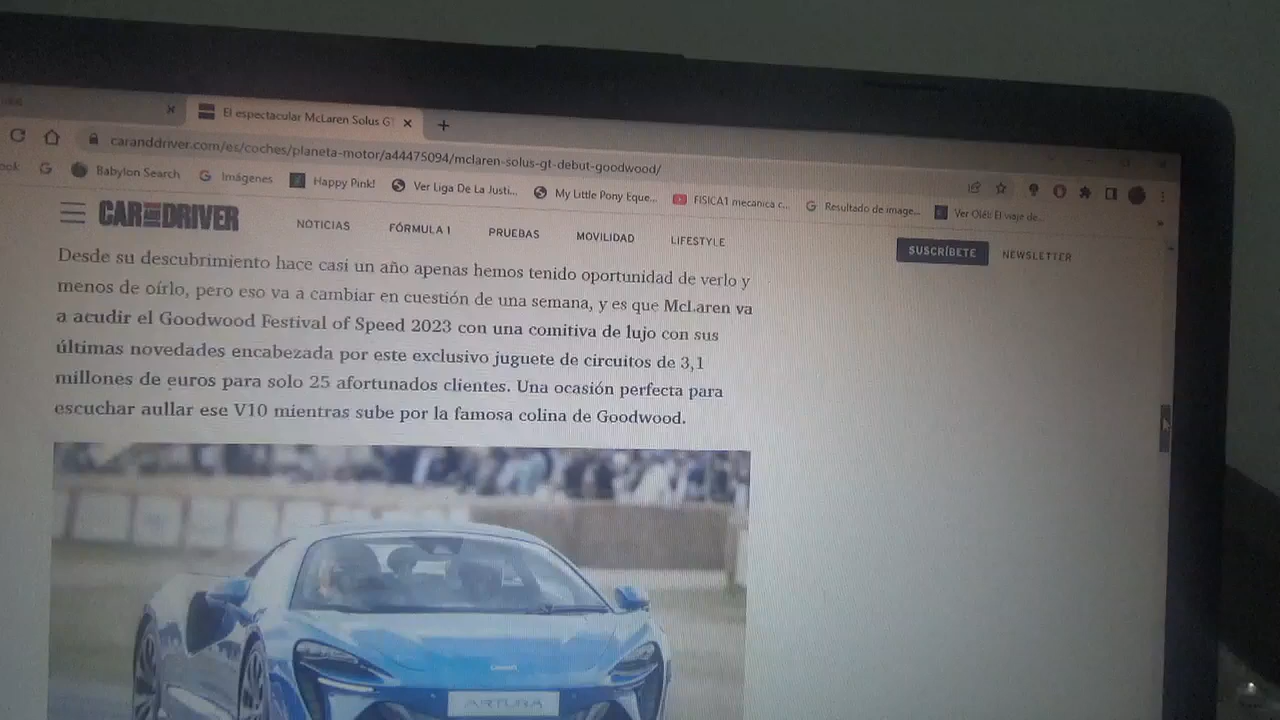 El espectacular McLaren Solus GT
caranddriver.com/es/coches/planeta-motor/a44475094/mclaren-solus-gt-debut-goodwood/
Babylon Search
Imágenes
Happy Pink!
Ver Liga De La Justi...
My Little Pony Eque...
FISICA1 mecanica c...
Resultado de image...
Ver Olé!: El viaje de...
CAR AND DRIVER
NOTICIAS
FÓRMULA 1
PRUEBAS
MOVILIDAD
LIFESTYLE
SUSCRÍBETE
NEWSLETTER
Desde su descubrimiento hace casi un año apenas hemos tenido oportunidad de verlo y
menos de oírlo, pero eso va a cambiar en cuestión de una semana, y es que McLaren va
a acudir el Goodwood Festival of Speed 2023 con una comitiva de lujo con sus
últimas novedades encabezada por este exclusivo juguete de circuitos de 3,1
millones de euros para solo 25 afortunados clientes. Una ocasión perfecta para
escuchar aullar ese V10 mientras sube por la famosa colina de Goodwood.
ARTURA